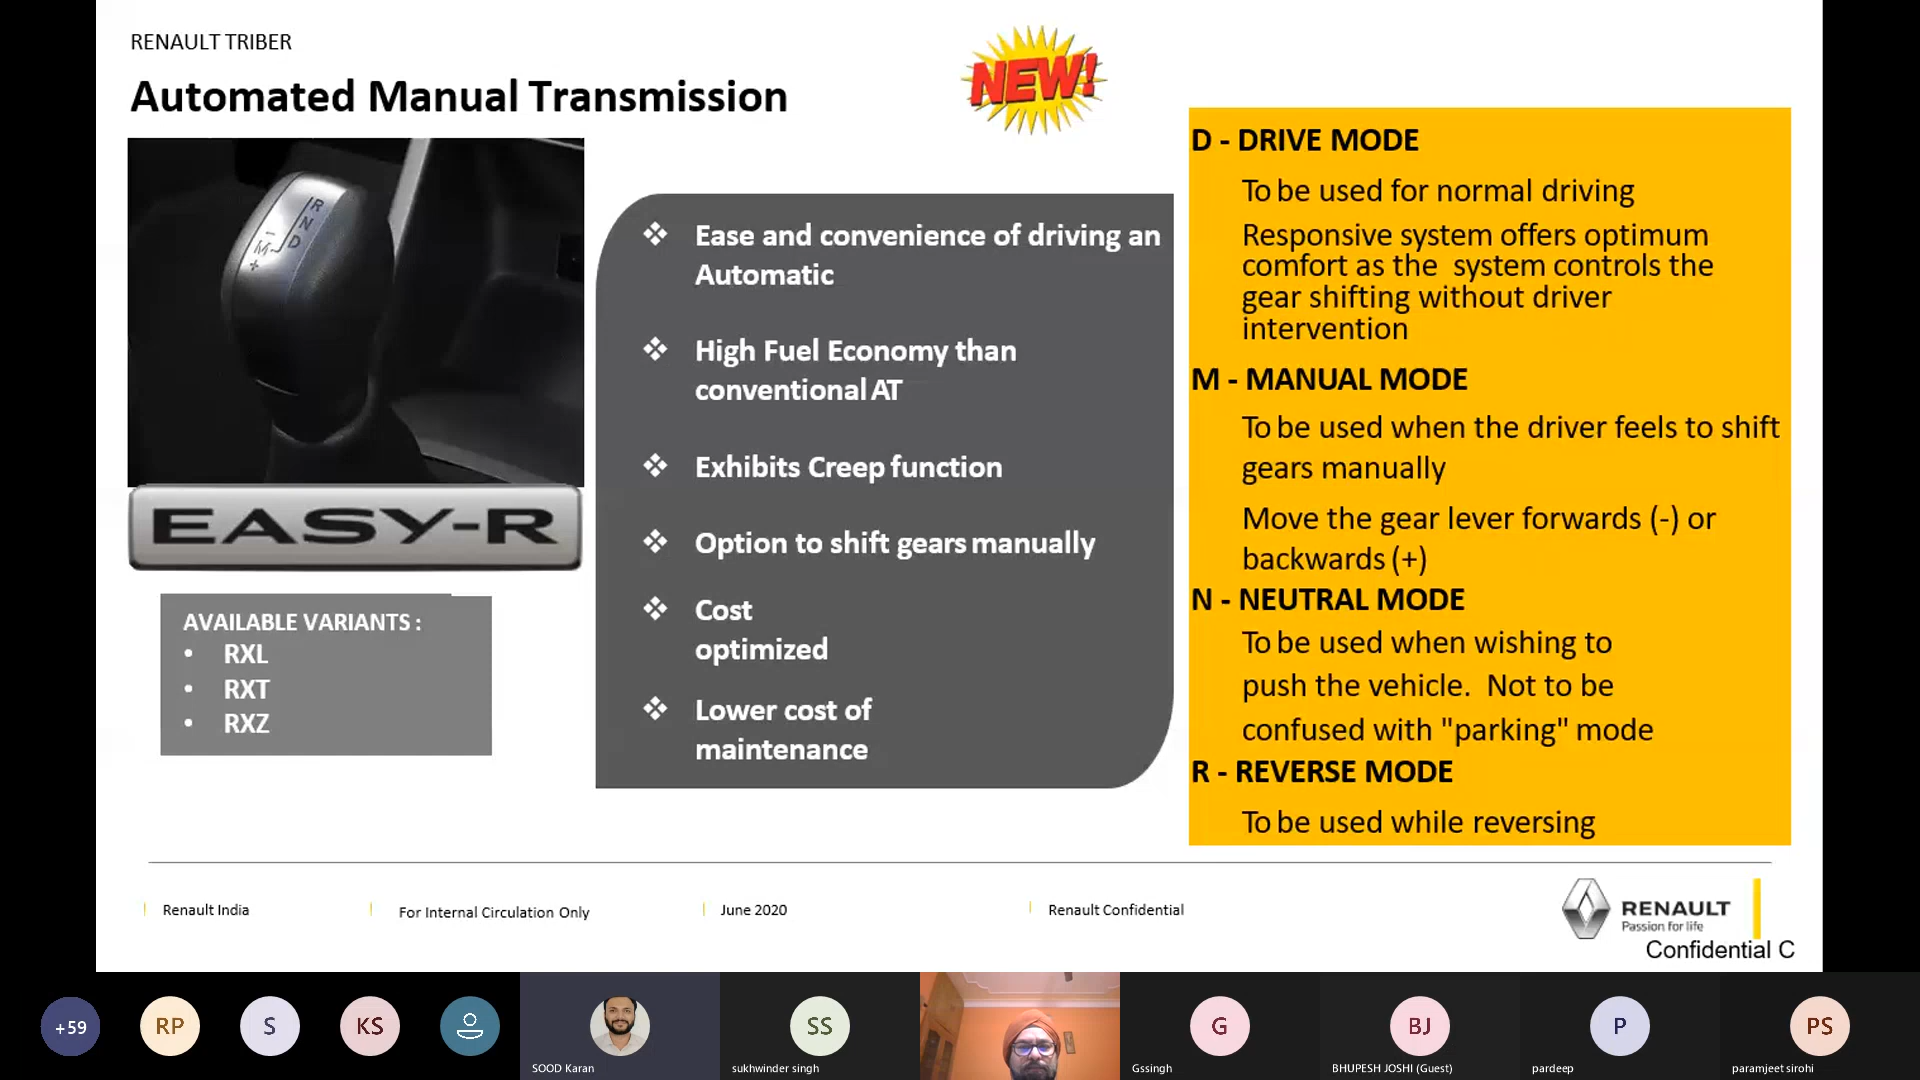 RENAULT TRIBER
Automated Manual Transmission
NEW!
R
N
D
-
M
+
EASY-R
AVAILABLE VARIANTS :
• RXL
• RXT
• RXZ
❖ Ease and convenience of driving an
Automatic
❖ High Fuel Economy than
conventional AT
❖ Exhibits Creep function
❖ Option to shift gears manually
❖ Cost
optimized
❖ Lower cost of
maintenance
D - DRIVE MODE
To be used for normal driving
Responsive system offers optimum
comfort as the system controls the
gear shifting without driver
intervention
M - MANUAL MODE
To be used when the driver feels to shift
gears manually
Move the gear lever forwards (-) or
backwards (+)
N - NEUTRAL MODE
To be used when wishing to
push the vehicle. Not to be
confused with "parking" mode
R - REVERSE MODE
To be used while reversing
Renault India
For Internal Circulation Only
June 2020
Renault Confidential
RENAULT
Passion for life
Confidential C
+59
RP
S
KS
SOOD Karan
SS
sukhwinder singh
G
Gssingh
BJ
BHUPESH JOSHI (Guest)
P
pardeep
PS
paramjeet sirohi